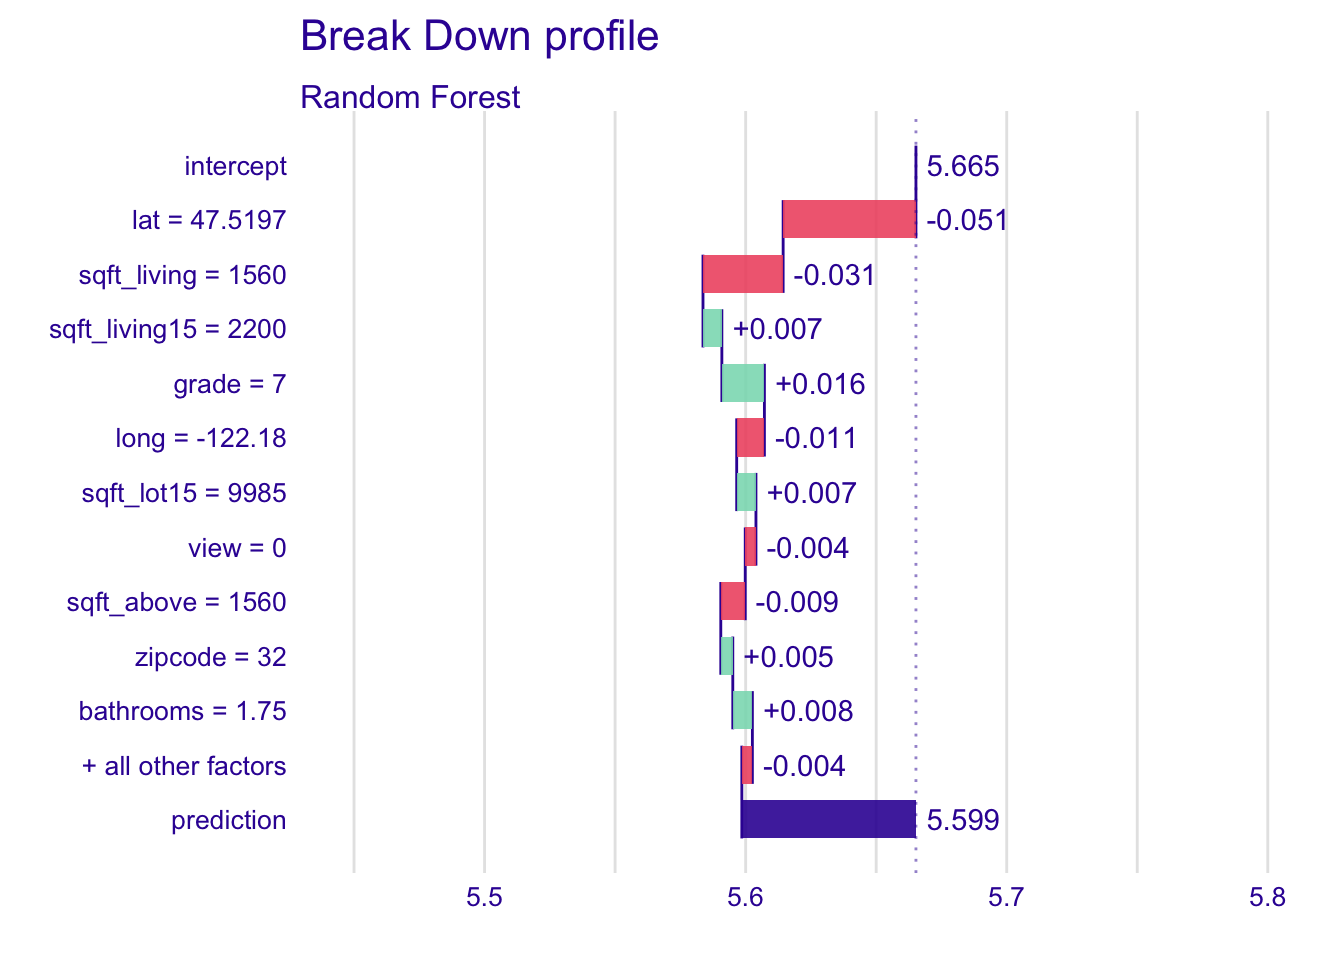 Break Down profile
Random Forest
intercept 5.665
lat = 47.5197 -0.051
sqft_living = 1560 -0.031
sqft_living15 = 2200 +0.007
grade = 7 +0.016
long = -122.18 -0.011
sqft_lot15 = 9985 +0.007
view = 0 -0.004
sqft_above = 1560 -0.009
zipcode = 32 +0.005
bathrooms = 1.75 +0.008
+ all other factors -0.004
prediction 5.599
5.5 5.6 5.7 5.8